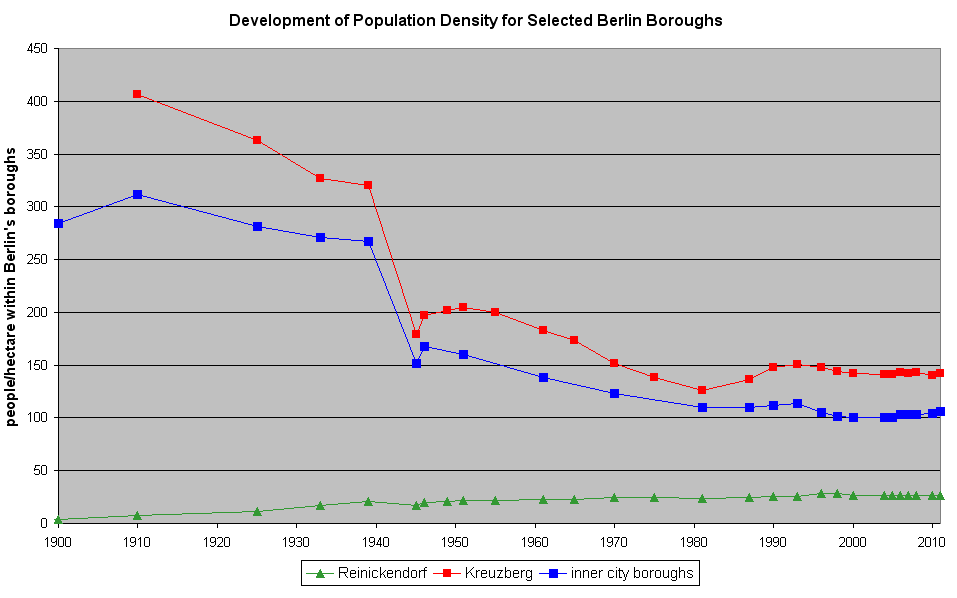 Development of Population Density for Selected Berlin Boroughs
people/hectare within Berlin's boroughs
450
400
350
300
250
200
150
100
50
0
1900 1910 1920 1930 1940 1950 1960 1970 1980 1990 2000 2010
Reinickendorf Kreuzberg inner city boroughs